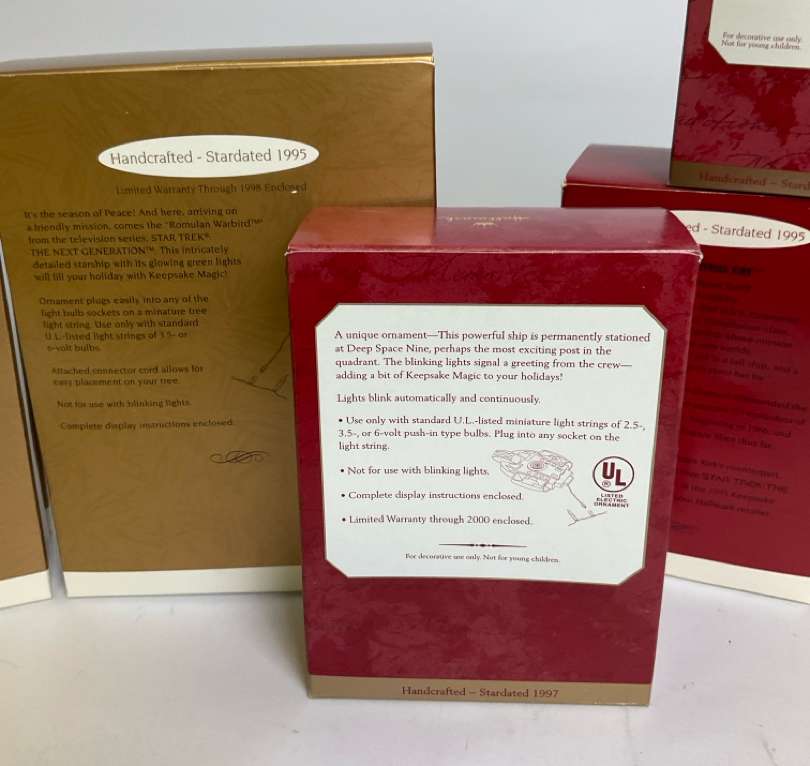 Handcrafted - Stardated 1995
Limited Warranty Through 1998 Enclosed
It's the season of Peace! And here, arriving on
a friendly mission, comes the "Romulan Warbird™"
from the television series, STAR TREK®
THE NEXT GENERATION™. This intricately
detailed starship with its glowing green lights
will fill your holiday with Keepsake Magic!
Ornament plugs easily into any of the
light bulb sockets on a minature tree
light string. Use only with standard
U.L.-listed light strings of 3.5- or
6-volt bulbs.
Attached connector cord allows for
easy placement on your tree.
Not for use with blinking lights.
Complete display instructions enclosed.
Hallmark
A unique ornament—This powerful ship is permanently stationed
at Deep Space Nine, perhaps the most exciting post in the
quadrant. The blinking lights signal a greeting from the crew—
adding a bit of Keepsake Magic to your holidays!
Lights blink automatically and continuously.
• Use only with standard U.L.-listed miniature light strings of 2.5-,
3.5-, or 6-volt push-in type bulbs. Plug into any socket on the
light string.
• Not for use with blinking lights.
• Complete display instructions enclosed.
• Limited Warranty through 2000 enclosed.
UL
®
LISTED
ELECTRIC
ORNAMENT
For decorative use only. Not for young children.
Handcrafted – Stardated 1997
For decorative use only.
Not for young children.
Handcrafted – Stard
ed - Stardated 1995
STAR TREK: THE